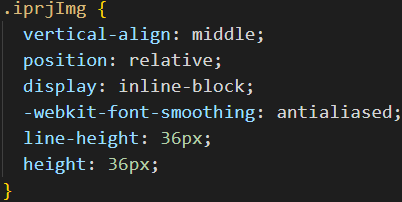 .iprjImg {
vertical-align: middle;
position: relative;
display: inline-block;
-webkit-font-smoothing: antialiased;
line-height: 36px;
height: 36px;
}